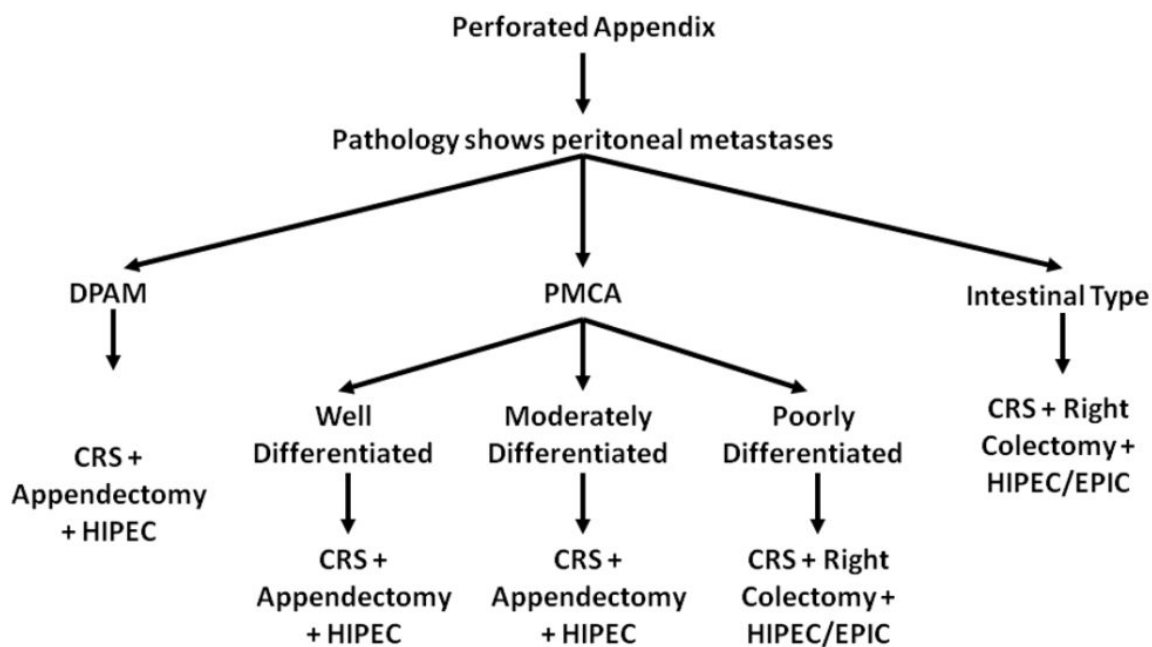 Perforated Appendix
Pathology shows peritoneal metastases
DPAM
PMCA
Intestinal Type
CRS +
Appendectomy
+ HIPEC
Well
Differentiated
Moderately
Differentiated
Poorly
Differentiated
CRS + Right
Colectomy +
HIPEC/EPIC
CRS +
Appendectomy
+ HIPEC
CRS +
Appendectomy
+ HIPEC
CRS + Right
Colectomy +
HIPEC/EPIC